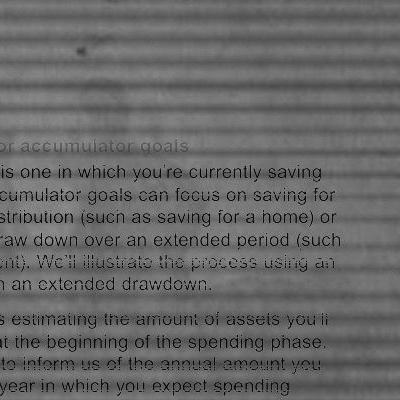 or accumulator goals
is one in which you're currently saving
cumulator goals can focus on saving for
stribution (such as saving for a home) or
raw down over an extended period (such
ent). We'll illustrate the process using an
n an extended drawdown.
s estimating the amount of assets you'll
at the beginning of the spending phase.
to inform us of the annual amount you
year in which you expect spending